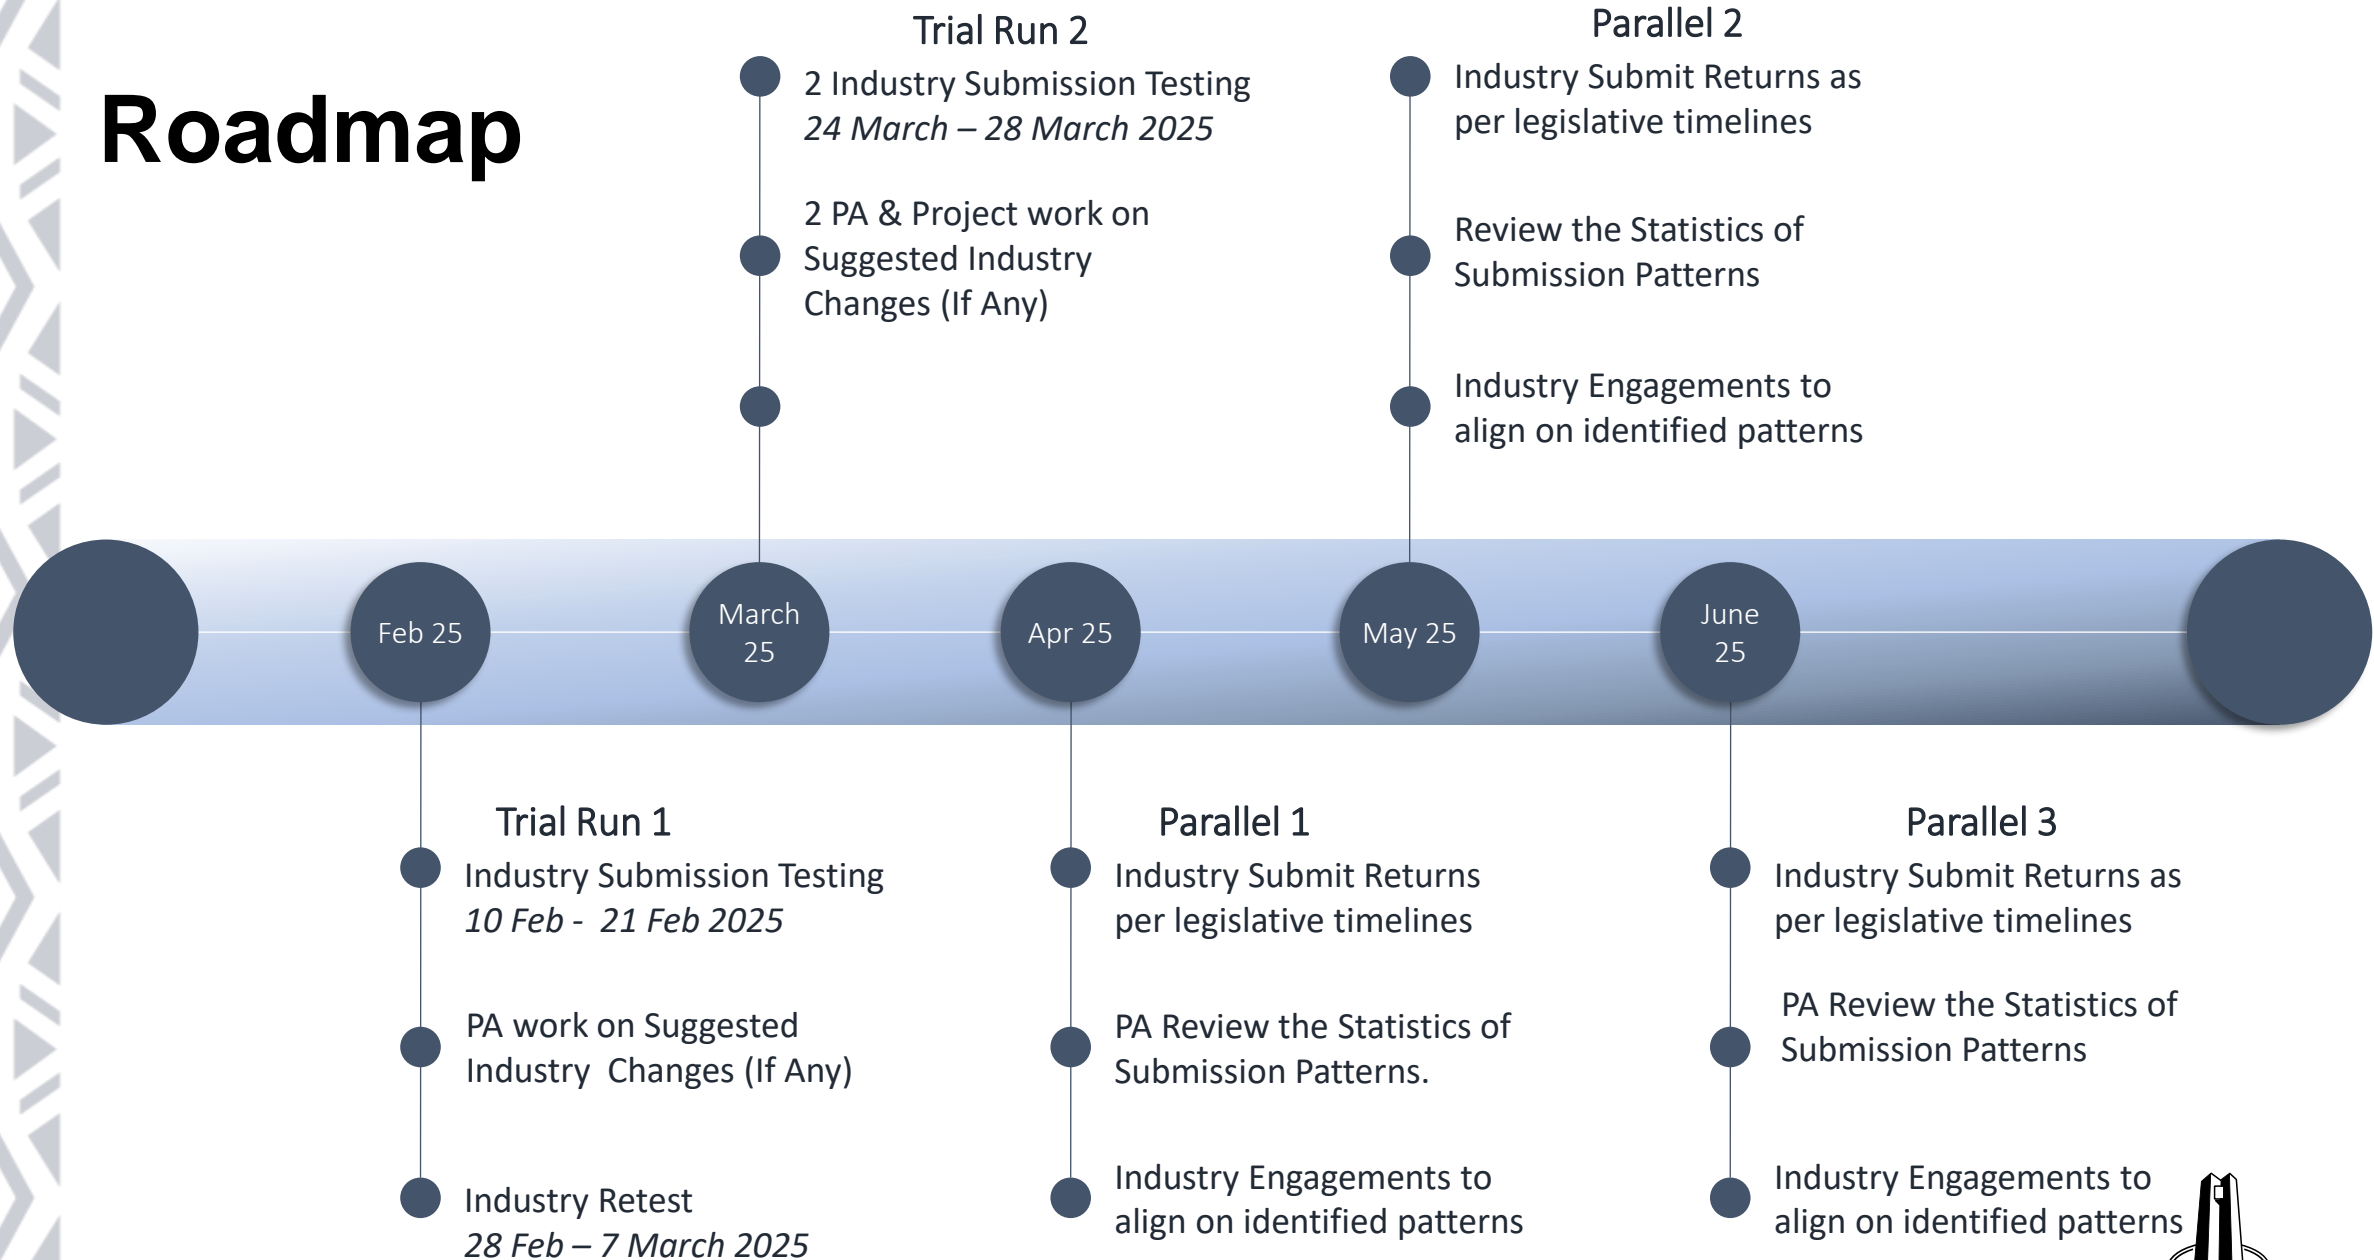 Roadmap
Trial Run 2
2 Industry Submission Testing
24 March – 28 March 2025
2 PA & Project work on
Suggested Industry
Changes (If Any)
Parallel 2
Industry Submit Returns as
per legislative timelines
Review the Statistics of
Submission Patterns
Industry Engagements to
align on identified patterns
Feb 25
March
25
Apr 25
May 25
June
25
Trial Run 1
Industry Submission Testing
10 Feb -  21 Feb 2025
PA work on Suggested
Industry  Changes (If Any)
Industry Retest
28 Feb – 7 March 2025
Parallel 1
Industry Submit Returns
per legislative timelines
PA Review the Statistics of
Submission Patterns.
Industry Engagements to
align on identified patterns
Parallel 3
Industry Submit Returns as
per legislative timelines
PA Review the Statistics of
Submission Patterns
Industry Engagements to
align on identified patterns